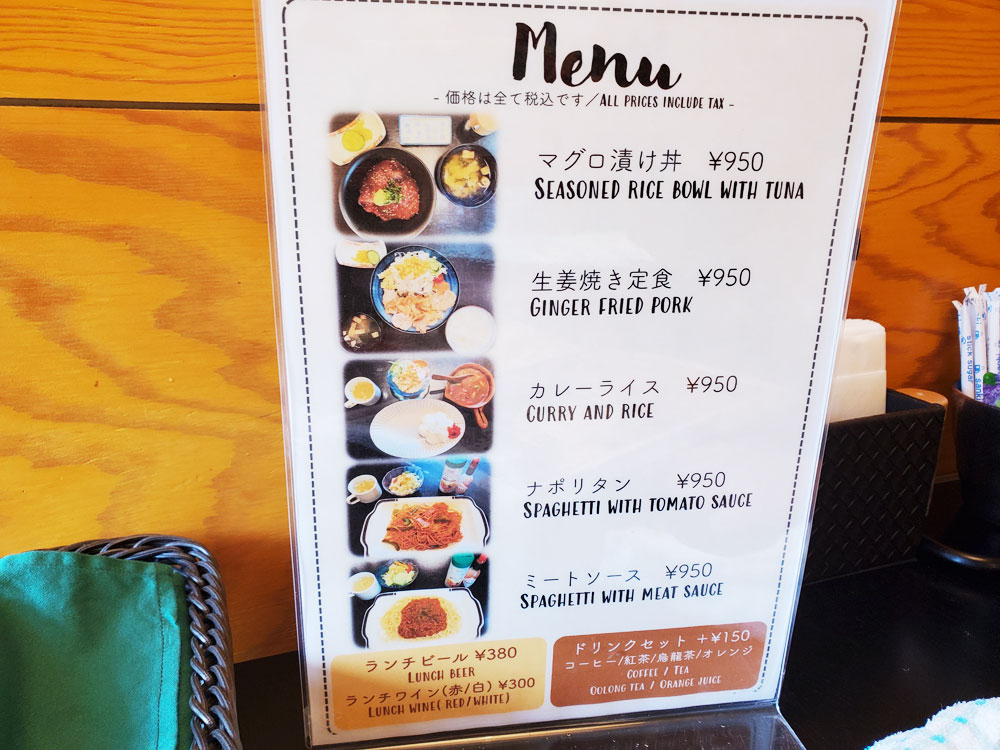 Menu
- 価格は全て税込です／ALL PRICES INCLUDE TAX -
マグロ漬け丼 ¥950
SEASONED RICE BOWL WITH TUNA
生姜焼き定食 ¥950
GINGER FRIED PORK
カレーライス ¥950
CURRY AND RICE
ナポリタン ¥950
SPAGHETTI WITH TOMATO SAUCE
ミートソース ¥950
SPAGHETTI WITH MEAT SAUCE
ランチビール ¥380
LUNCH BEER
ランチワイン(赤/白) ¥300
LUNCH WINE( RED/WHITE)
ドリンクセット +¥150
コーヒー/紅茶/烏龍茶/オレンジ
COFFEE / TEA
OOLONG TEA / ORANGE JUICE
stick sugar